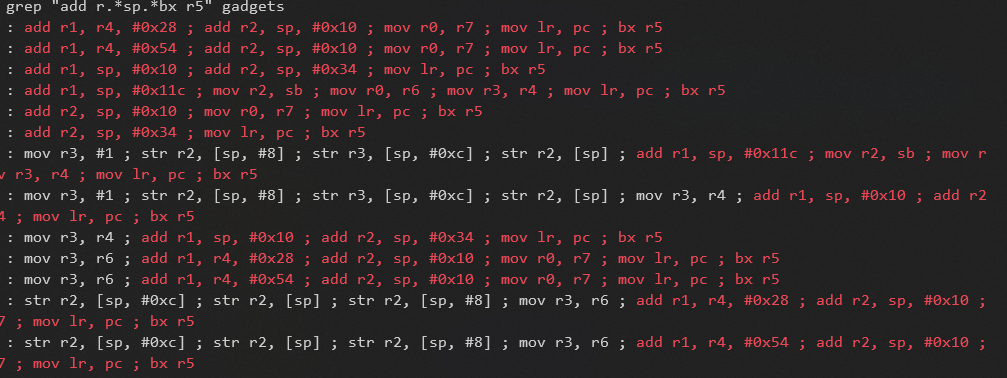 grep "add r.*sp.*bx r5" gadgets
: add r1, r4, #0x28 ; add r2, sp, #0x10 ; mov r0, r7 ; mov lr, pc ; bx r5
: add r1, r4, #0x54 ; add r2, sp, #0x10 ; mov r0, r7 ; mov lr, pc ; bx r5
: add r1, sp, #0x10 ; add r2, sp, #0x34 ; mov lr, pc ; bx r5
: add r1, sp, #0x11c ; mov r2, sb ; mov r0, r6 ; mov r3, r4 ; mov lr, pc ; bx r5
: add r2, sp, #0x10 ; mov r0, r7 ; mov lr, pc ; bx r5
: add r2, sp, #0x34 ; mov lr, pc ; bx r5
: mov r3, #1 ; str r2, [sp, #8] ; str r3, [sp, #0xc] ; str r2, [sp] ; add r1, sp, #0x11c ; mov r2, sb ; mov r
v r3, r4 ; mov lr, pc ; bx r5
: mov r3, #1 ; str r2, [sp, #8] ; str r3, [sp, #0xc] ; str r2, [sp] ; mov r3, r4 ; add r1, sp, #0x10 ; add r2
4 ; mov lr, pc ; bx r5
: mov r3, r4 ; add r1, sp, #0x10 ; add r2, sp, #0x34 ; mov lr, pc ; bx r5
: mov r3, r6 ; add r1, r4, #0x28 ; add r2, sp, #0x10 ; mov r0, r7 ; mov lr, pc ; bx r5
: mov r3, r6 ; add r1, r4, #0x54 ; add r2, sp, #0x10 ; mov r0, r7 ; mov lr, pc ; bx r5
: str r2, [sp, #0xc] ; str r2, [sp] ; str r2, [sp, #8] ; mov r3, r6 ; add r1, r4, #0x28 ; add r2, sp, #0x10 ;
7 ; mov lr, pc ; bx r5
: str r2, [sp, #0xc] ; str r2, [sp] ; str r2, [sp, #8] ; mov r3, r6 ; add r1, r4, #0x54 ; add r2, sp, #0x10 ;
7 ; mov lr, pc ; bx r5